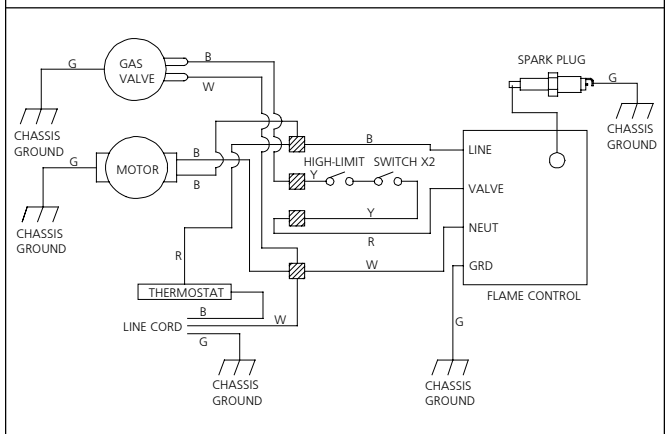 SPARK PLUG
G
CHASSIS
GROUND
GAS
VALVE
G
B
W
CHASSIS
GROUND
MOTOR
G
B
B
CHASSIS
GROUND
B
HIGH-LIMIT SWITCH X2
Y
Y
R
W
LINE
VALVE
NEUT
GRD
FLAME CONTROL
R
THERMOSTAT
LINE CORD
B
W
G
CHASSIS
GROUND
G
CHASSIS
GROUND